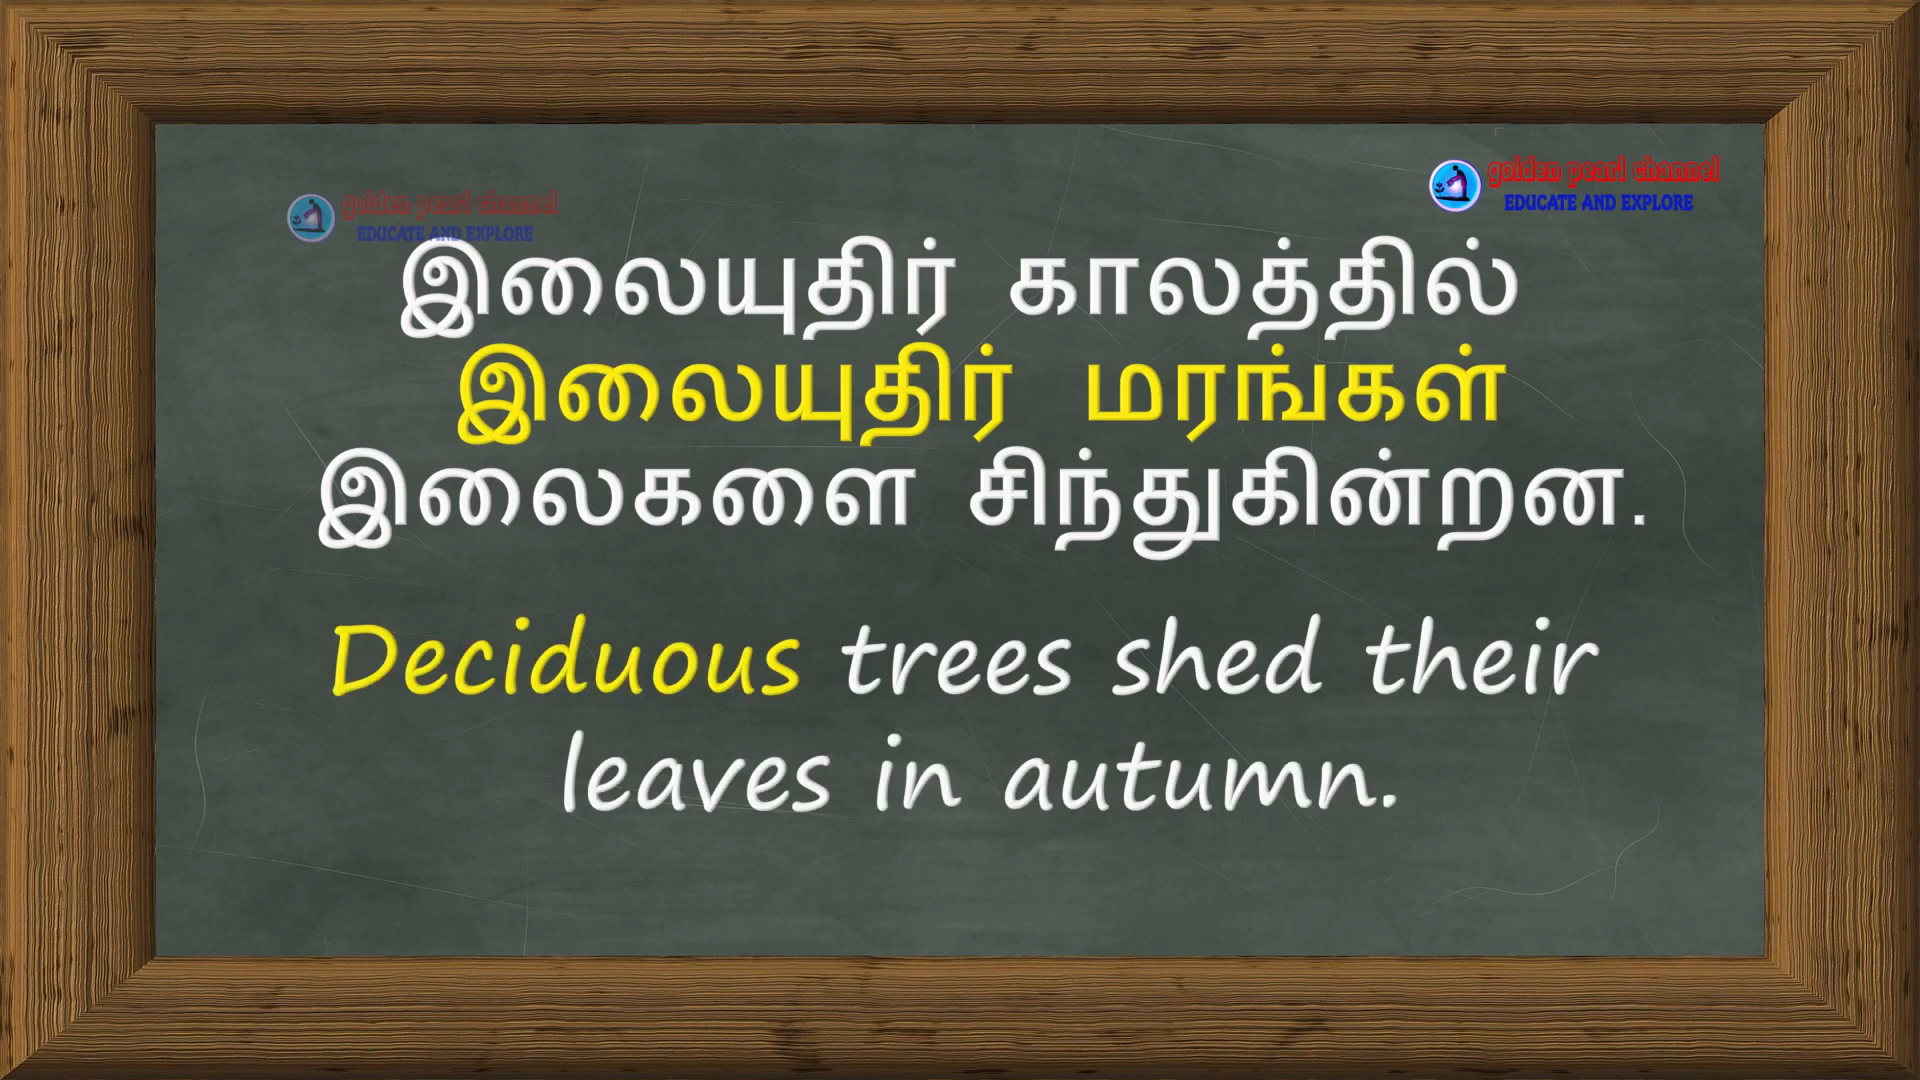 golden pearl channel
EDUCATE AND EXPLORE
golden pearl channel
EDUCATE AND EXPLORE
இலையுதிர் காலத்தில்
இலையுதிர் மரங்கள்
இலைகளை சிந்துகின்றன.
Deciduous trees shed their
leaves in autumn.